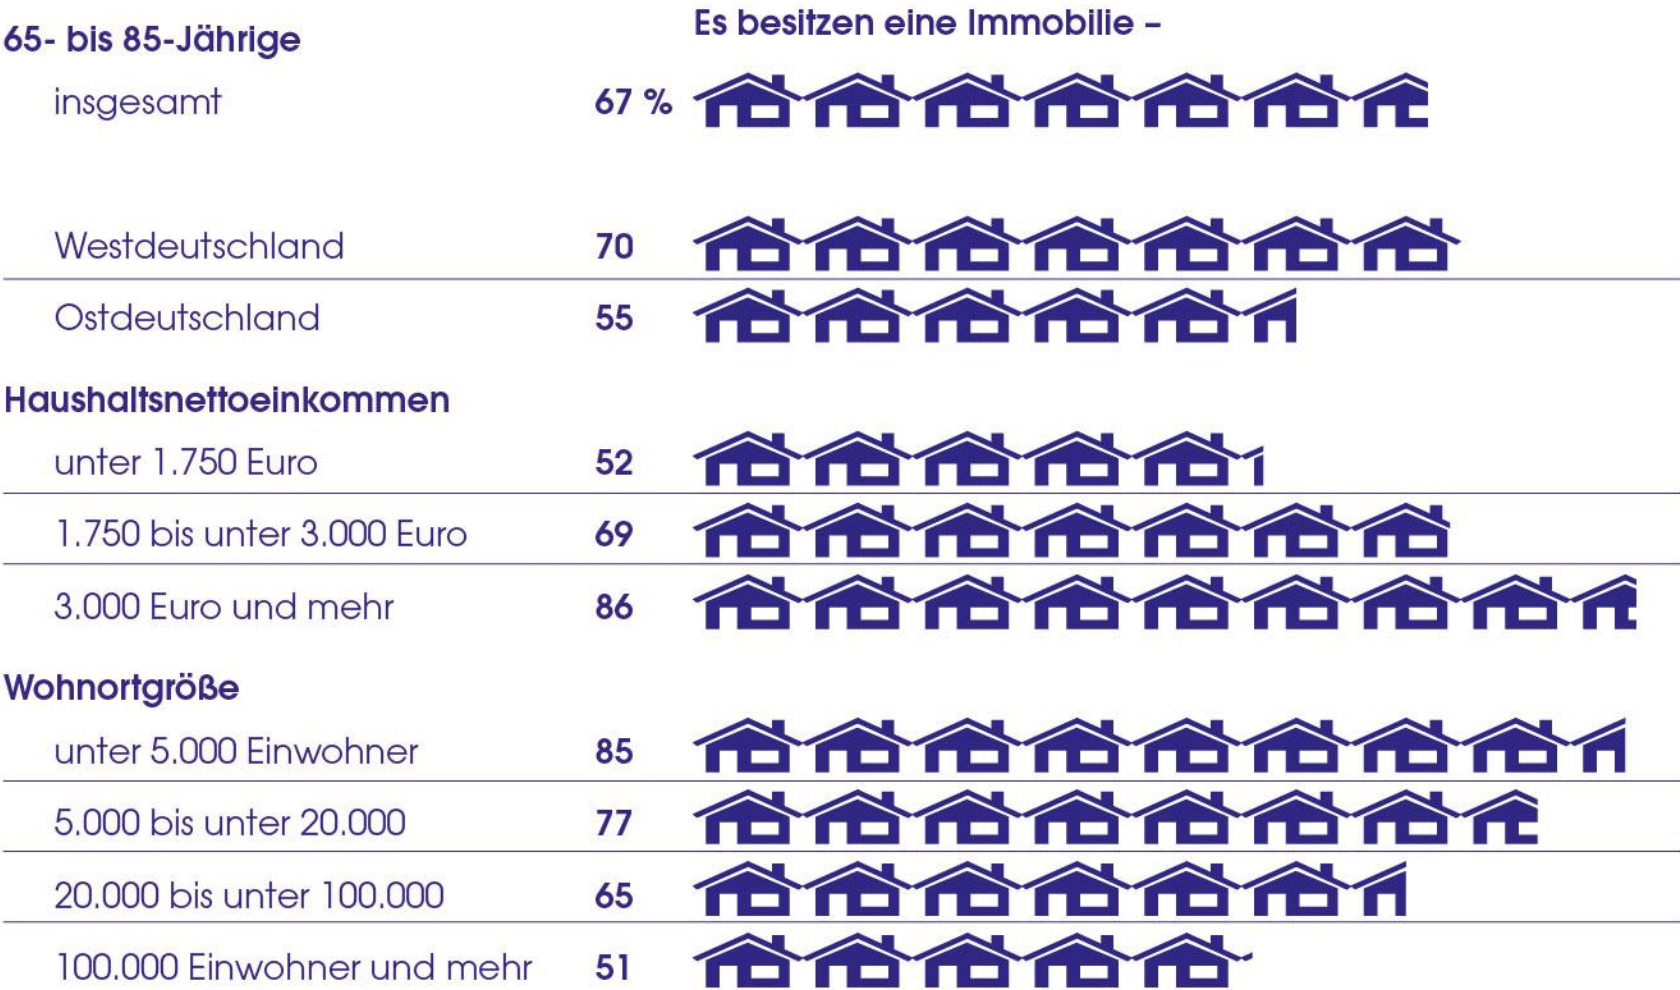 65- bis 85-Jährige
Es besitzen eine Immobilie –
insgesamt 67 %
Westdeutschland 70
Ostdeutschland 55
Haushaltsnettoeinkommen
unter 1.750 Euro 52
1.750 bis unter 3.000 Euro 69
3.000 Euro und mehr 86
Wohnortgröße
unter 5.000 Einwohner 85
5.000 bis unter 20.000 77
20.000 bis unter 100.000 65
100.000 Einwohner und mehr 51